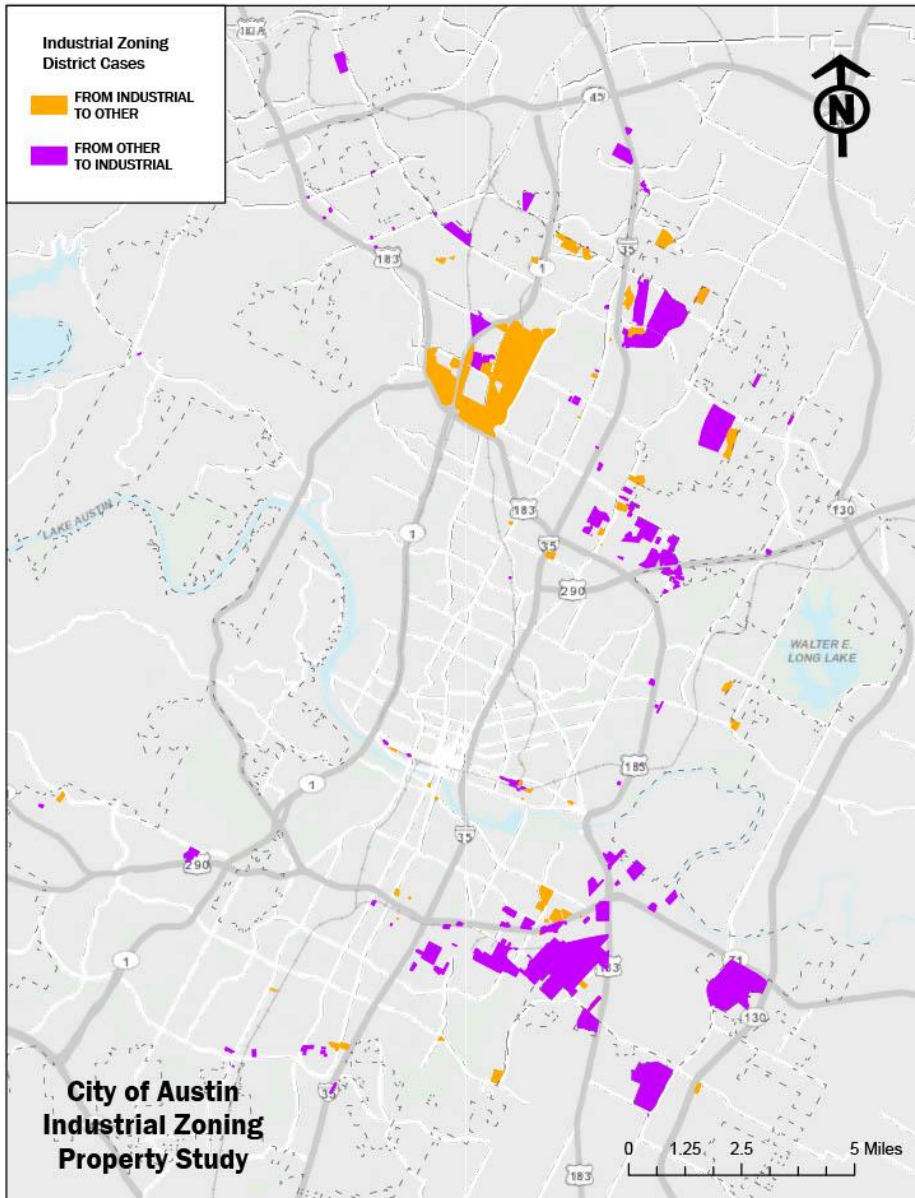 Industrial Zoning
District Cases
FROM INDUSTRIAL
TO OTHER
FROM OTHER
TO INDUSTRIAL
183A
45
N
35
1
183
LAKE AUSTIN
1
183
35
130
290
WALTER E.
LONG LAKE
183
1
35
290
1
183
71
130
35
183
City of Austin
Industrial Zoning
Property Study
0 1.25 2.5 5 Miles